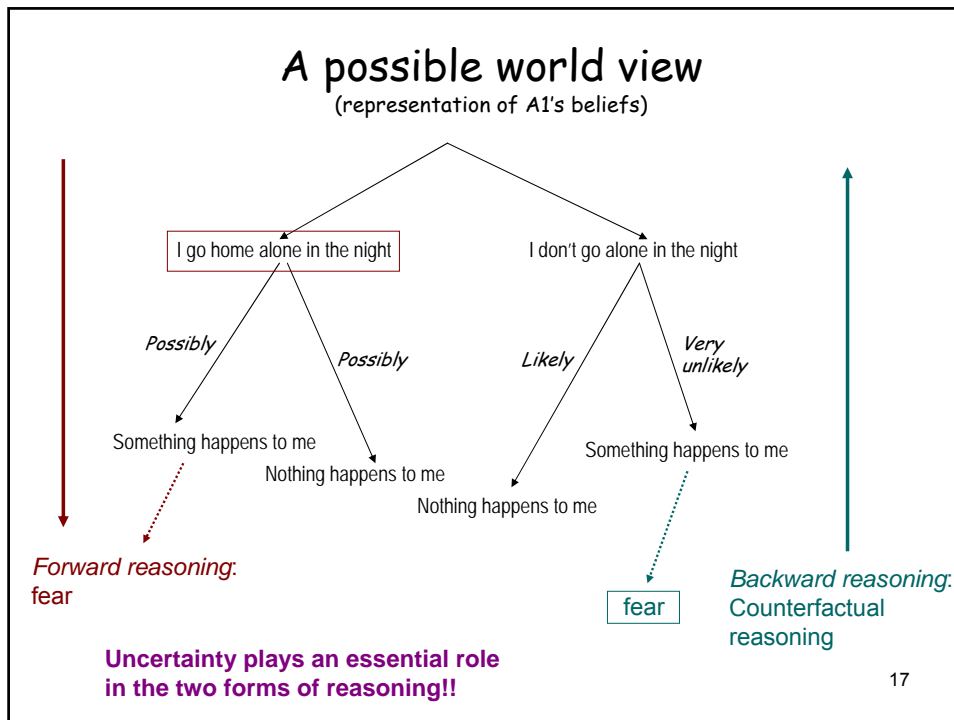 A possible world view
(representation of A1's beliefs)
I go home alone in the night
I don't go alone in the night
Possibly
Possibly
Likely
Very
unlikely
Something happens to me
Nothing happens to me
Nothing happens to me
Something happens to me
Forward reasoning:
fear
fear
Backward reasoning:
Counterfactual
reasoning
Uncertainty plays an essential role
in the two forms of reasoning!!
17